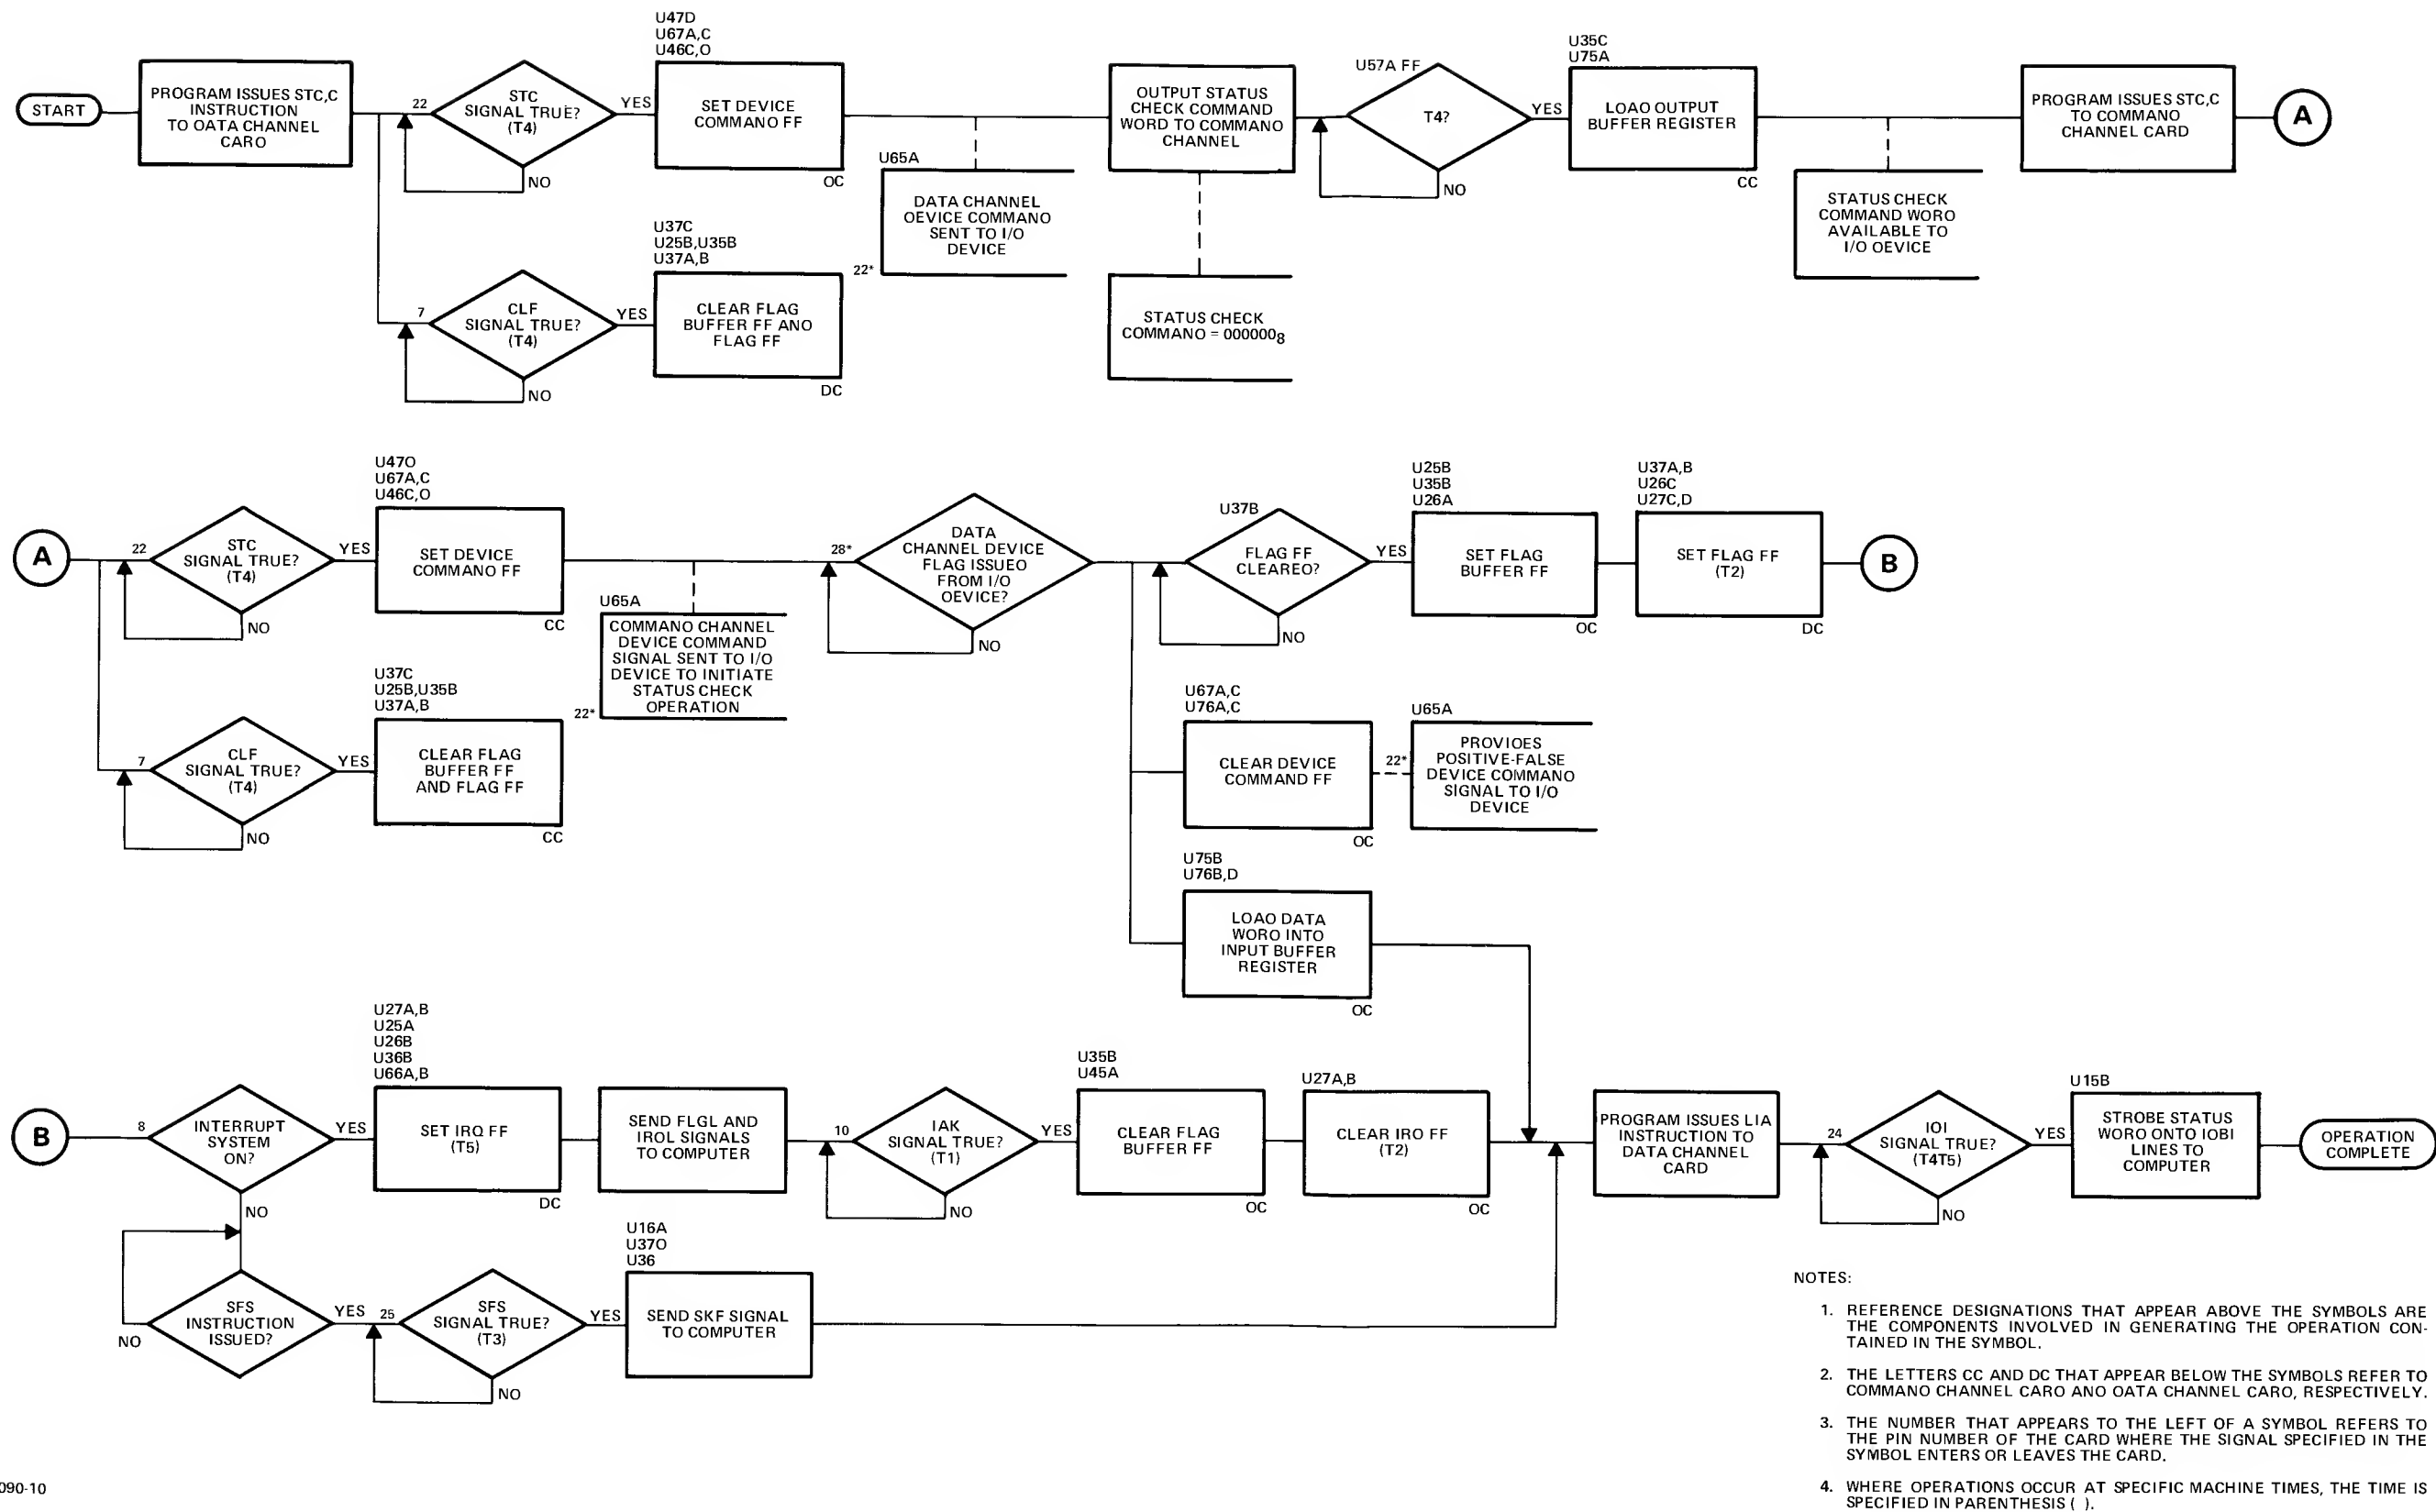 START
PROGRAM ISSUES STC,C
INSTRUCTION
TO OATA CHANNEL
CARO
22
STC
SIGNAL TRUE?
(T4)
YES
NO
U47D
U67A,C
U46C,O
SET DEVICE
COMMANO FF
OC
U65A
DATA CHANNEL
OEVICE COMMANO
SENT TO I/O
DEVICE
22*
OUTPUT STATUS
CHECK COMMAND
WORD TO COMMANO
CHANNEL
STATUS CHECK
COMMANO = 0000008
U57A FF
T4?
YES
NO
U35C
U75A
LOAO OUTPUT
BUFFER REGISTER
CC
STATUS CHECK
COMMAND WORO
AVAILABLE TO
I/O OEVICE
PROGRAM ISSUES STC,C
TO COMMANO
CHANNEL CARD
A
7
CLF
SIGNAL TRUE?
(T4)
YES
NO
U37C
U25B,U35B
U37A,B
CLEAR FLAG
BUFFER FF ANO
FLAG FF
DC
A
22
STC
SIGNAL TRUE?
(T4)
YES
NO
U47O
U67A,C
U46C,O
SET DEVICE
COMMANO FF
CC
U65A
COMMANO CHANNEL
DEVICE COMMAND
SIGNAL SENT TO I/O
DEVICE TO INITIATE
STATUS CHECK
OPERATION
22*
28*
DATA
CHANNEL DEVICE
FLAG ISSUEO
FROM I/O
OEVICE?
NO
U37B
FLAG FF
CLEAREO?
YES
NO
U25B
U35B
U26A
SET FLAG
BUFFER FF
OC
U37A,B
U26C
U27C,D
SET FLAG FF
(T2)
DC
B
7
CLF
SIGNAL TRUE?
(T4)
YES
NO
U37C
U25B,U35B
U37A,B
CLEAR FLAG
BUFFER FF
AND FLAG FF
CC
U67A,C
U76A,C
CLEAR DEVICE
COMMAND FF
OC
U65A
22*
PROVIOES
POSITIVE-FALSE
DEVICE COMMANO
SIGNAL TO I/O
DEVICE
U75B
U76B,D
LOAO DATA
WORO INTO
INPUT BUFFER
REGISTER
OC
B
8
INTERRUPT
SYSTEM
ON?
YES
NO
U27A,B
U25A
U26B
U36B
U66A,B
SET IRQ FF
(T5)
DC
SEND FLGL AND
IROL SIGNALS
TO COMPUTER
10
IAK
SIGNAL TRUE?
(T1)
YES
NO
U35B
U45A
CLEAR FLAG
BUFFER FF
OC
U27A,B
CLEAR IRO FF
(T2)
OC
PROGRAM ISSUES LIA
INSTRUCTION TO
DATA CHANNEL
CARD
24
IOI
SIGNAL TRUE?
(T4T5)
YES
NO
U15B
STROBE STATUS
WORO ONTO IOBI
LINES TO
COMPUTER
OPERATION
COMPLETE
SFS
INSTRUCTION
ISSUED?
NO
YES
25
SFS
SIGNAL TRUE?
(T3)
YES
NO
U16A
U37O
U36
SEND SKF SIGNAL
TO COMPUTER
NOTES:
1. REFERENCE DESIGNATIONS THAT APPEAR ABOVE THE SYMBOLS ARE
THE COMPONENTS INVOLVED IN GENERATING THE OPERATION CON-
TAINED IN THE SYMBOL.
2. THE LETTERS CC AND DC THAT APPEAR BELOW THE SYMBOLS REFER TO
COMMANO CHANNEL CARO ANO OATA CHANNEL CARO, RESPECTIVELY.
3. THE NUMBER THAT APPEARS TO THE LEFT OF A SYMBOL REFERS TO
THE PIN NUMBER OF THE CARD WHERE THE SIGNAL SPECIFIED IN THE
SYMBOL ENTERS OR LEAVES THE CARD.
4. WHERE OPERATIONS OCCUR AT SPECIFIC MACHINE TIMES, THE TIME IS
SPECIFIED IN PARENTHESIS ( ).
090-10